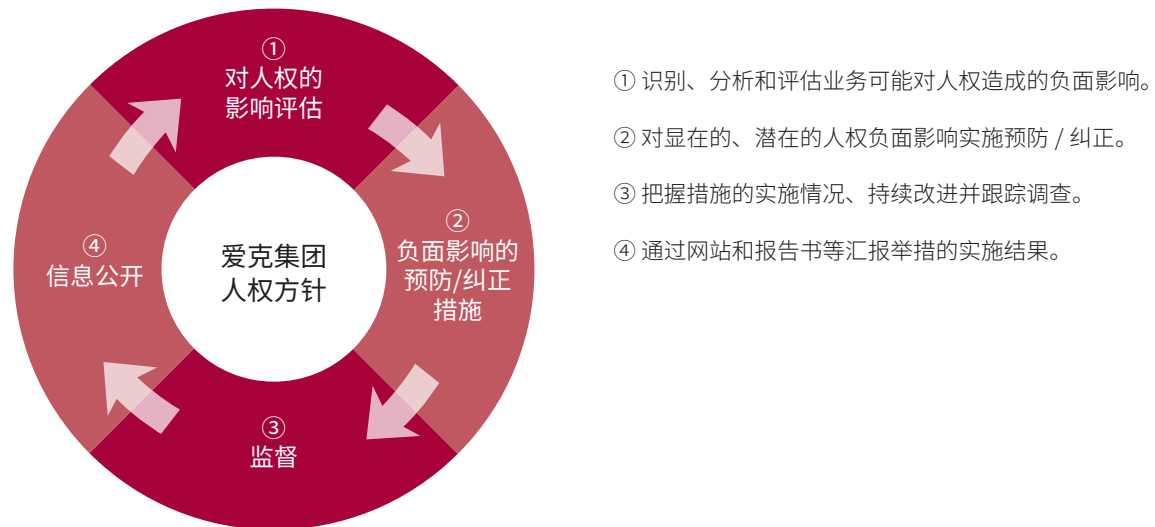 ①
对人权的
影响评估
②
负面影响的
预防/纠正
措施
③
监督
④
信息公开
爱克集团
人权方针
① 识别、分析和评估业务可能对人权造成的负面影响。
② 对显在的、潜在的人权负面影响实施预防 / 纠正。
③ 把握措施的实施情况、持续改进并跟踪调查。
④ 通过网站和报告书等汇报举措的实施结果。